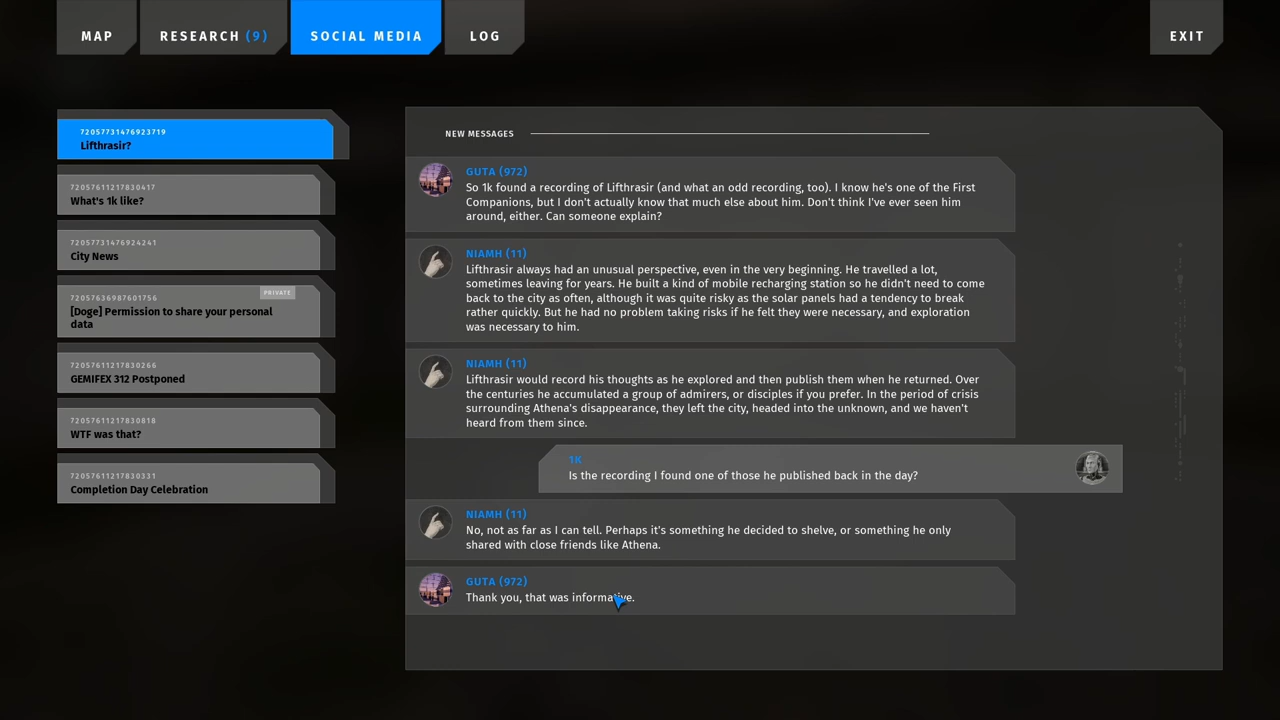 MAP
RESEARCH (9)
SOCIAL MEDIA
LOG
EXIT
72057731476923719
Lifthrasir?
72057611217830417
What's 1k like?
72057731476924241
City News
72057636987601756
PRIVATE
[Doge] Permission to share your personal
data
72057611217830266
GEMIFEX 312 Postponed
72057611217830818
WTF was that?
72057611217830331
Completion Day Celebration
NEW MESSAGES
GUTA (972)
So 1k found a recording of Lifthrasir (and what an odd recording, too). I know he's one of the First
Companions, but I don't actually know that much else about him. Don't think I've ever seen him
around, either. Can someone explain?
NIAMH (11)
Lifthrasir always had an unusual perspective, even in the very beginning. He travelled a lot,
sometimes leaving for years. He built a kind of mobile recharging station so he didn't need to come
back to the city as often, although it was quite risky as the solar panels had a tendency to break
rather quickly. But he had no problem taking risks if he felt they were necessary, and exploration
was necessary to him.
NIAMH (11)
Lifthrasir would record his thoughts as he explored and then publish them when he returned. Over
the centuries he accumulated a group of admirers, or disciples if you prefer. In the period of crisis
surrounding Athena's disappearance, they left the city, headed into the unknown, and we haven't
heard from them since.
1K
Is the recording I found one of those he published back in the day?
NIAMH (11)
No, not as far as I can tell. Perhaps it's something he decided to shelve, or something he only
shared with close friends like Athena.
GUTA (972)
Thank you, that was informative.